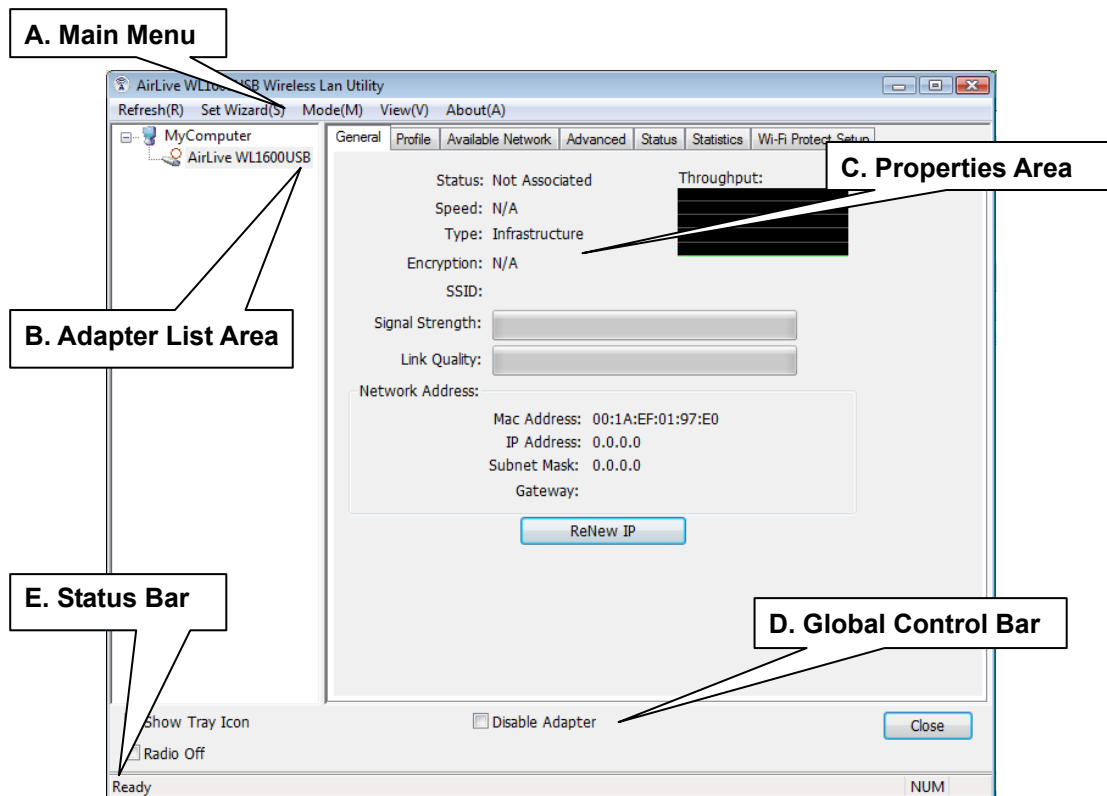 A. Main Menu
AirLive WL1600USB Wireless Lan Utility
Refresh(R) Set Wizard(S) Mode(M) View(V) About(A)
MyComputer
AirLive WL1600USB
General Profile Available Network Advanced Status Statistics Wi-Fi Protect Setup
C. Properties Area
Status: Not Associated
Throughput:
Speed: N/A
Type: Infrastructure
Encryption: N/A
SSID:
B. Adapter List Area
Signal Strength:
Link Quality:
Network Address:
Mac Address: 00:1A:EF:01:97:E0
IP Address: 0.0.0.0
Subnet Mask: 0.0.0.0
Gateway:
ReNew IP
E. Status Bar
D. Global Control Bar
Show Tray Icon
Disable Adapter
Close
Radio Off
Ready
NUM